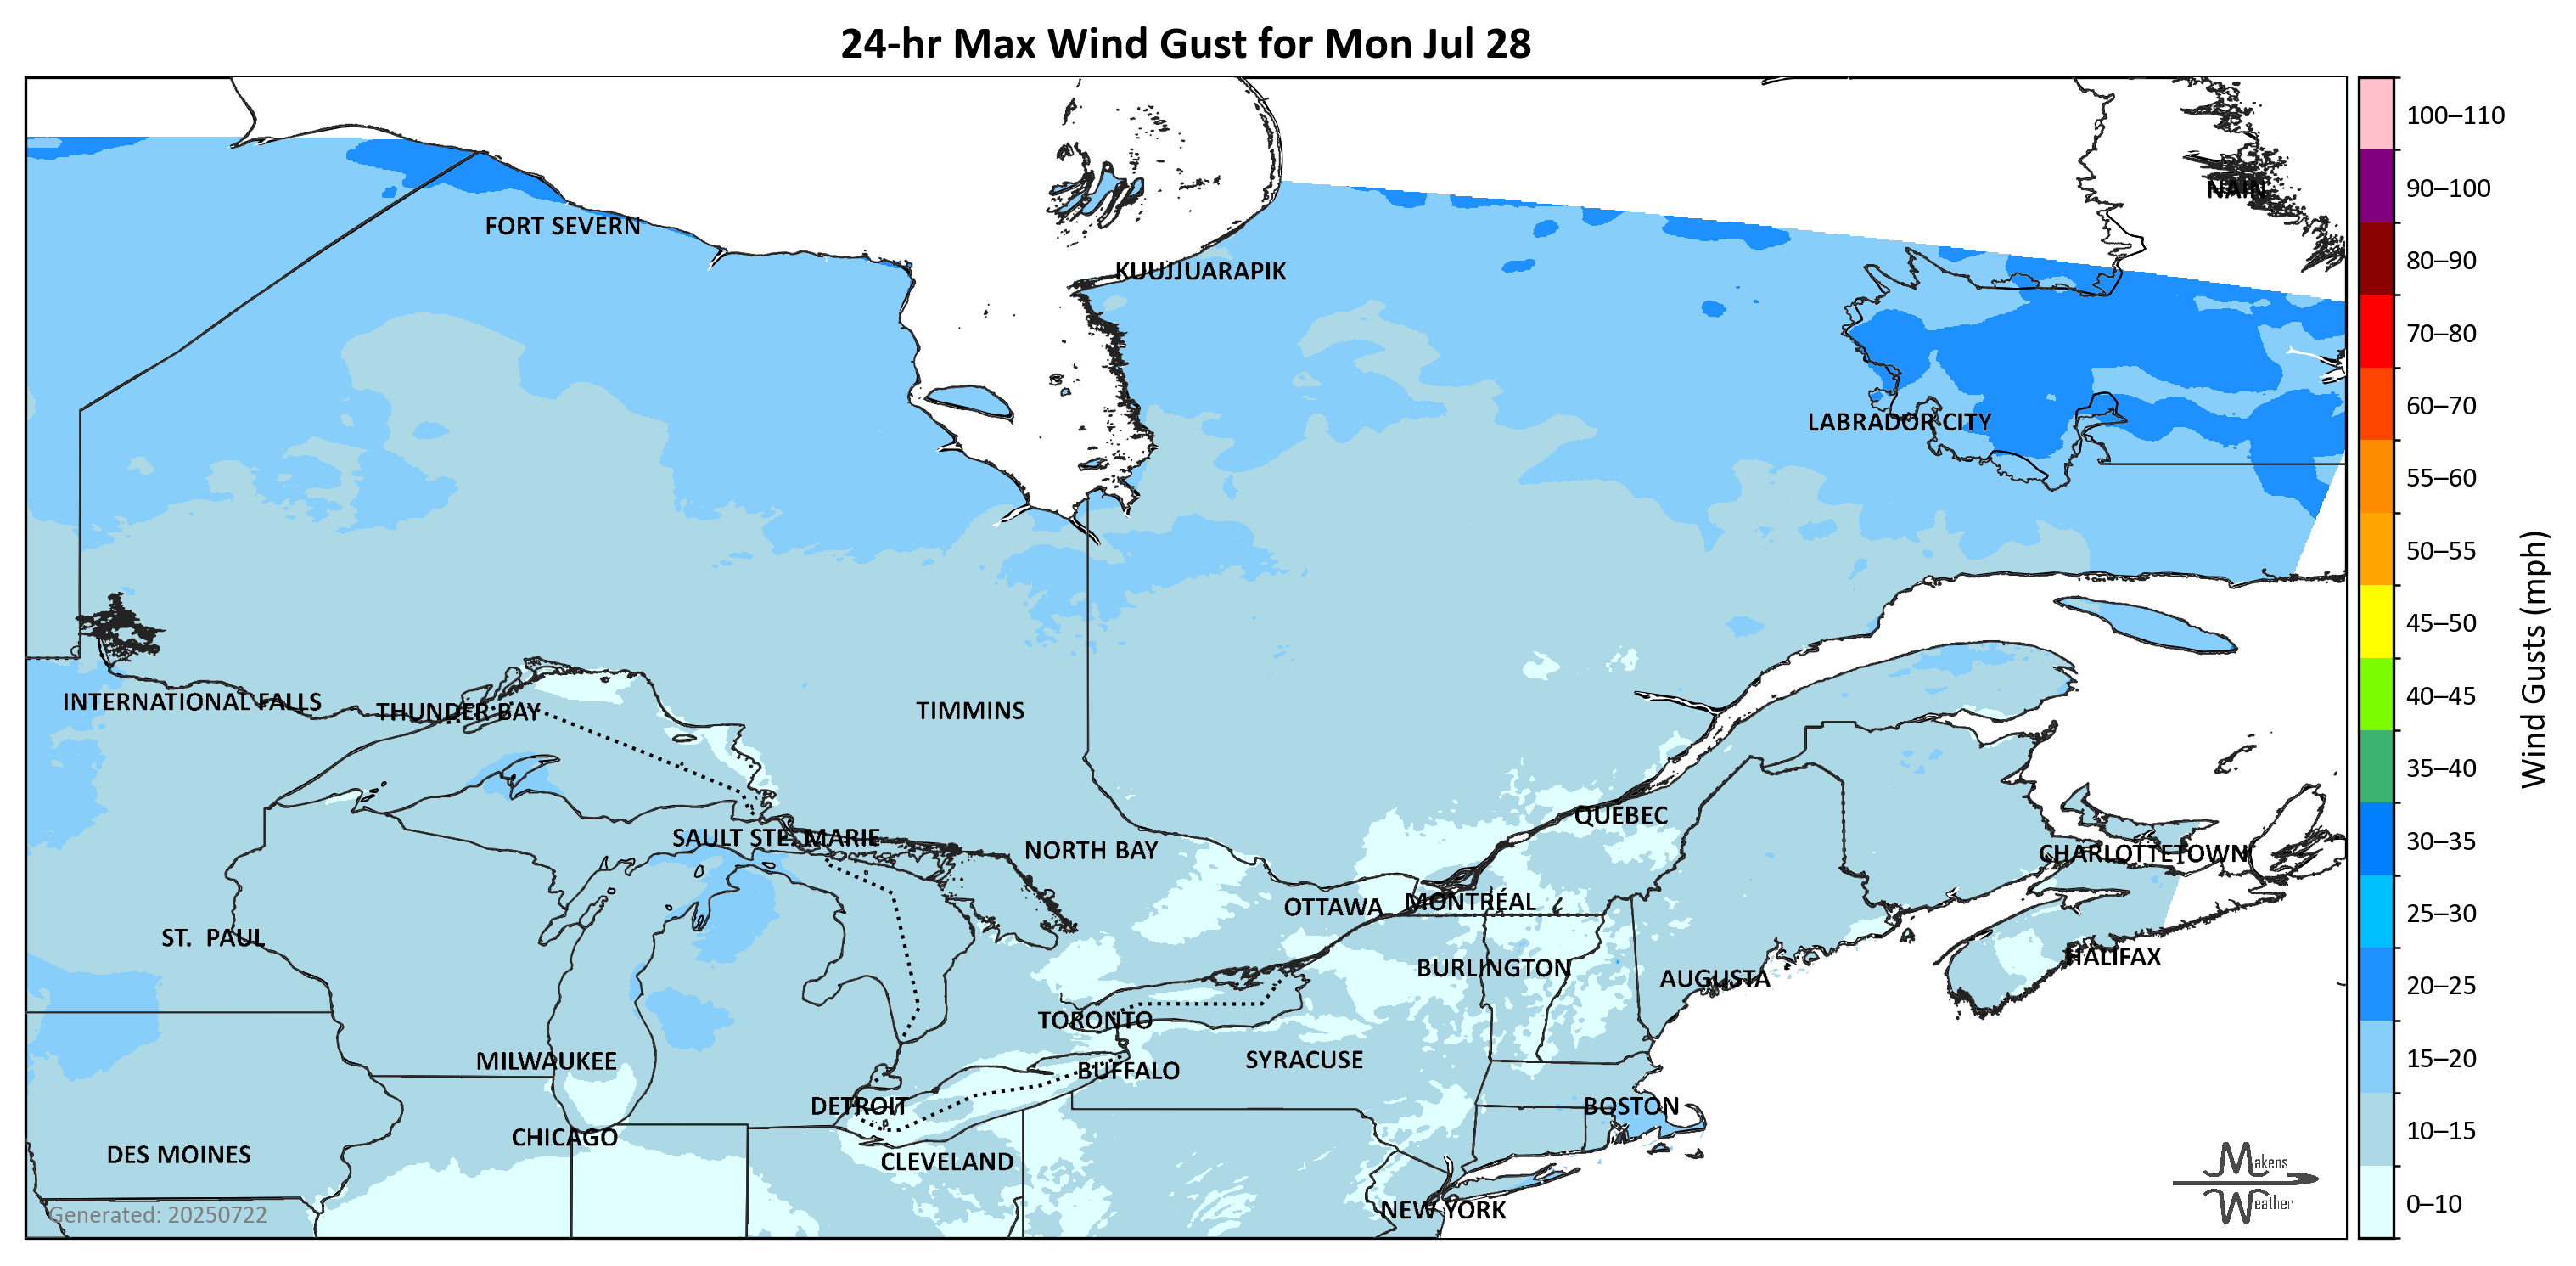 24-hr Max Wind Gust for Mon Jul 28
100–110
90–100
NAIN
FORT SEVERN
80–90
KUUJJUARAPIK
70–80
60–70
LABRADOR CITY
55–60
50–55
45–50
Wind Gusts (mph)
40–45
INTERNATIONAL FALLS
THUNDER BAY
TIMMINS
35–40
QUEBEC
SAULT STE. MARIE
30–35
NORTH BAY
CHARLOTTETOWN
MONTRÉAL
OTTAWA
25–30
ST. PAUL
HALIFAX
BURLINGTON
AUGUSTA
20–25
TORONTO
MILWAUKEE
SYRACUSE
15–20
BUFFALO
DETROIT
BOSTON
10–15
CHICAGO
DES MOINES
CLEVELAND
Makens
Weather
0–10
NEW YORK
Generated: 20250722